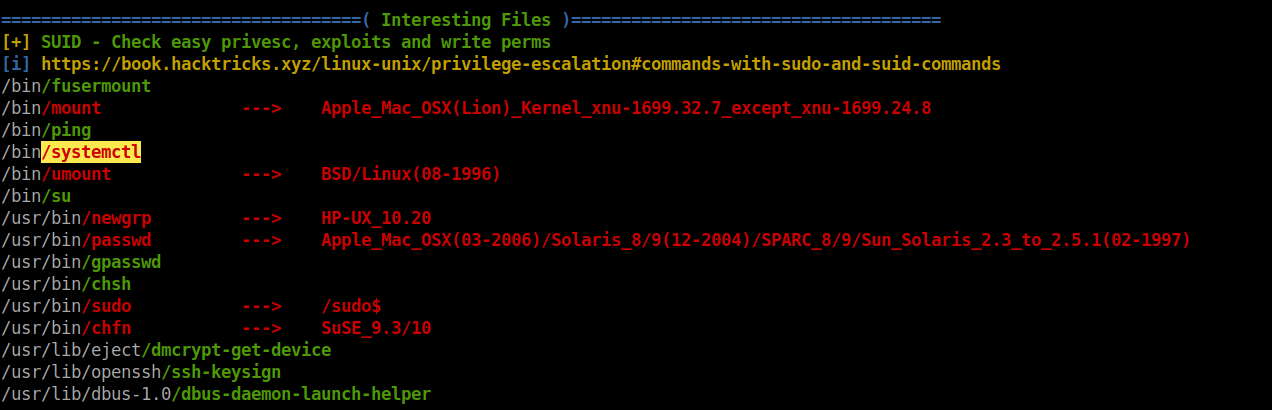 ====================================( Interesting Files )=====================================
[+] SUID - Check easy privesc, exploits and write perms
[i] https://book.hacktricks.xyz/linux-unix/privilege-escalation#commands-with-sudo-and-suid-commands
/bin/fusermount
/bin/mount              --->    Apple_Mac_OSX(Lion)_Kernel_xnu-1699.32.7_except_xnu-1699.24.8
/bin/ping
/bin/systemctl
/bin/umount             --->    BSD/Linux(08-1996)
/bin/su
/usr/bin/newgrp         --->    HP-UX_10.20
/usr/bin/passwd         --->    Apple_Mac_OSX(03-2006)/Solaris_8/9(12-2004)/SPARC_8/9/Sun_Solaris_2.3_to_2.5.1(02-1997)
/usr/bin/gpasswd
/usr/bin/chsh
/usr/bin/sudo           --->    /sudo$
/usr/bin/chfn           --->    SuSE_9.3/10
/usr/lib/eject/dmcrypt-get-device
/usr/lib/openssh/ssh-keysign
/usr/lib/dbus-1.0/dbus-daemon-launch-helper